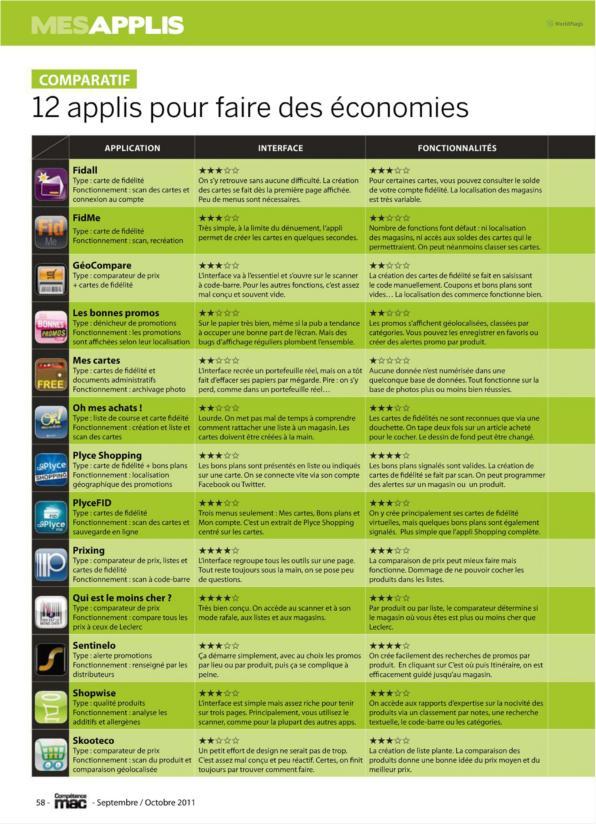 MESAPPLIS
WorldMags
COMPARATIF
12 applis pour faire des économies
APPLICATION
INTERFACE
FONCTIONNALITÉS
Fidall
Type : carte de fidélité
Fonctionnement : scan des cartes et
connexion au compte
★★★☆☆
On s'y retrouve sans aucune difficulté. La création
des cartes se fait dès la première page affichée.
Peu de menus sont nécessaires.
★★★☆☆
Pour certaines cartes, vous pouvez consulter le solde
de votre compte fidélité. La localisation des magasins
est très variable.
Fid
Me
FidMe
Type : carte de fidélité
Fonctionnement : scan, recréation
★★★☆☆
Très simple, à la limite du dénuement, l'appli
permet de créer les cartes en quelques secondes.
★★☆☆☆
Nombre de fonctions font défaut : ni localisation
des magasins, ni accès aux soldes des cartes qui le
permettraient. On peut néanmoins classer ses cartes.
GéoCompare
Type : comparateur de prix
+ cartes de fidélité
★★★☆☆
L'interface va à l'essentiel et s'ouvre sur le scanner
à code-barre. Pour les autres fonctions, c'est assez
mal conçu et souvent vide.
★★☆☆☆
La création des cartes de fidélité se fait en saisissant
le code manuellement. Coupons et bons plans sont
vides… La localisation des commerce fonctionne bien.
BONNES
PROMOS
Les bonnes promos
Type : dénicheur de promotions
Fonctionnement : les promotions
sont affichées selon leur localisation
★★☆☆☆
Sur le papier très bien, même si la pub a tendance
à occuper une bonne part de l'écran. Mais des
bugs d'affichage réguliers plombent l'ensemble.
★★☆☆☆
Les promos s'affichent géolocalisées, classées par
catégories. Vous pouvez les enregistrer en favoris ou
créer des alertes promo par produit.
FREE
Mes cartes
Type : cartes de fidélité et
documents administratifs
Fonctionnement : archivage photo
★★☆☆☆
L'interface recrée un portefeuille réel, mais on a tôt
fait d'effacer ses papiers par mégarde. Pire : on s'y
perd, comme dans un portefeuille réel…
★☆☆☆☆
Aucune donnée n'est numérisée dans une
quelconque base de données. Tout fonctionne sur la
base de photos plus ou moins bien réussies.
Oh mes achats !
Type : liste de course et carte fidélité
Fonctionnement : création et liste et
scan des cartes
★★☆☆☆
Lourde. On met pas mal de temps à comprendre
comment rattacher une liste à un magasin. Les
cartes doivent être créées à la main.
★★★☆☆
Les cartes de fidélités ne sont reconnues que via une
douchette. On tape deux fois sur un article acheté
pour le cocher. Le dessin de fond peut être changé.
Plyce
SHOPPING
Plyce Shopping
Type : carte de fidélité + bons plans
Fonctionnement : localisation
géographique des promotions
★★★☆☆
Les bons plans sont présentés en liste ou indiqués
sur une carte. On se connecte vite via son compte
Facebook ou Twitter.
★★★★☆
Les bons plans signalés sont valides. La création de
cartes de fidélité se fait par scan. On peut programmer
des alertes sur un magasin ou un produit.
FID
Plyce
PlyceFID
Type : cartes de fidélité
Fonctionnement : scan des cartes et
sauvegarde en ligne
★★★☆☆
Trois menus seulement : Mes cartes, Bons plans et
Mon compte. C'est un extrait de Plyce Shopping
centré sur les cartes.
★★★☆☆
On y crée principalement ses cartes de fidélité
virtuelles, mais quelques bons plans sont également
signalés. Plus simple que l'appli Shopping complète.
Prixing
Type : comparateur de prix, listes et
cartes de fidélité
Fonctionnement : scan à code-barre
★★★★☆
L'interface regroupe tous les outils sur une page.
Tout reste toujours sous la main, on se pose peu
de questions.
★★★☆☆
La comparaison de prix peut mieux faire mais
fonctionne. Dommage de ne pouvoir cocher les
produits dans les listes.
Qui est le moins cher ?
Type : comparateur de prix
Fonctionnement : compare tous les
prix à ceux de Leclerc
★★★★☆
Très bien conçu. On accède au scanner et à son
mode rafale, aux listes et aux magasins.
★★★☆☆
Par produit ou par liste, le comparateur détermine si
le magasin où vous êtes est plus ou moins cher que
Leclerc.
Sentinelo
Type : alerte promotions
Fonctionnement : renseigné par les
distributeurs
★★★☆☆
Ça démarre simplement, avec au choix les promos
par lieu ou par produit, puis ça se complique à
peine.
★★★★☆
On crée facilement des recherches de promos par
produit. En cliquant sur C'est où puis Itinéraire, on est
efficacement guidé jusqu'au magasin.
Shopwise
Type : qualité produits
Fonctionnement : analyse les
additifs et allergènes
★★★☆☆
L'interface est simple mais assez riche pour tenir
sur trois pages. Principalement, vous utilisez le
scanner, comme pour la plupart des autres apps.
★★★☆☆
On accède aux rapports d'expertise sur la nocivité des
produits via un classement par notes, une recherche
textuelle, le code-barre ou les catégories.
Skooteco
Type : comparateur de prix
Fonctionnement : scan du produit et
comparaison géolocalisée
★★★☆☆
Un petit effort de design ne serait pas de trop.
C'est assez mal conçu et peu réactif. Certes, on finit
toujours par trouver comment faire.
★★★☆☆
La création de liste plante. La comparaison des
produits donne une bonne idée du prix moyen et du
meilleur prix.
58 - Compétence mac - Septembre / Octobre 2011